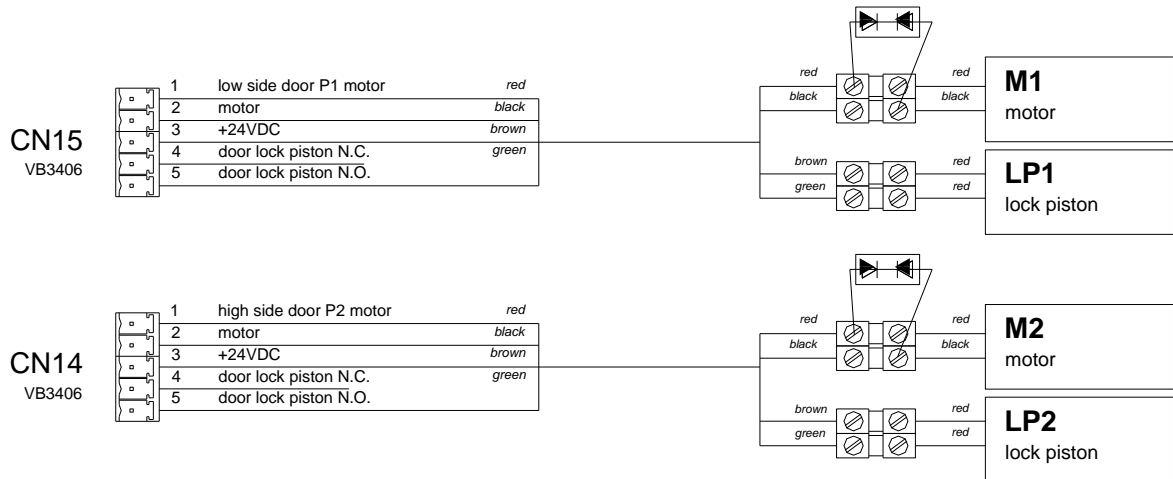 red
red
M1
1 low side door P1 motor red
black
black
2 motor black
motor
CN15
3 +24VDC brown
VB3406
4 door lock piston N.C. green
brown
red
LP1
5 door lock piston N.O.
green
red
lock piston
1 high side door P2 motor red
red
red
M2
2 motor black
black
black
motor
CN14
3 +24VDC brown
VB3406
4 door lock piston N.C. green
brown
red
LP2
5 door lock piston N.O.
green
red
lock piston